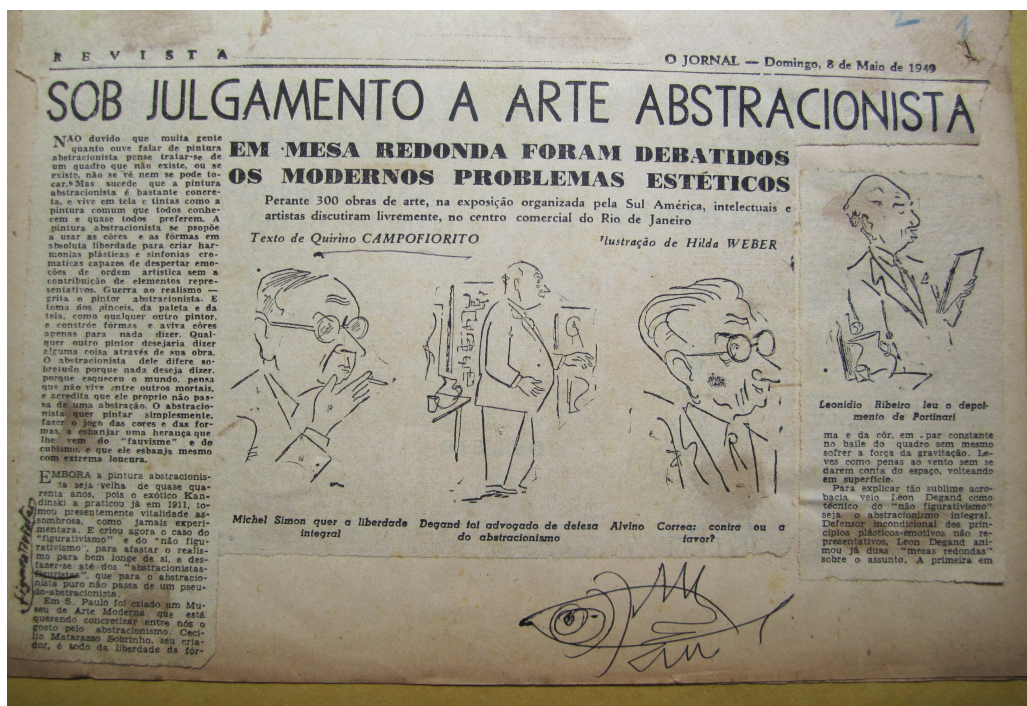 2 1
REVISTA
O JORNAL — Domingo, 8 de Maio de 1949
SOB JULGAMENTO A ARTE ABSTRACIONISTA
EM MESA REDONDA FORAM DEBATIDOS
OS MODERNOS PROBLEMAS ESTÉTICOS
Perante 300 obras de arte, na exposição organizada pela Sul América, intelectuais e
artistas discutiram livremente, no centro comercial do Rio de Janeiro
Texto de Quirino CAMPOFIORITO
Ilustração de Hilda WEBER
NAO duvido que muita gente
quanto ouve falar de pintura
abstracionista pense tratar-se de
um quadro que não existe, ou se
existe, não se vê nem se pode to-
car. Mas sucede que a pintura
abstracionista é bastante concre-
ta, e vive em tela e tintas como a
pintura comum que todos conhe-
cem e quase todos preferem. A
pintura abstracionista se propõe
a usar as côres e as fórmas em
absoluta liberdade para criar har-
monias plásticas e sinfonias cro-
maticas capazes de despertar emo-
ções de ordem artística sem a
contribuição de elementos repre-
sentativos. Guerra ao realismo —
grita o pintor abstracionista. E
toma dos pinceis, da paleta e da
tela, como qualquer outro pintor,
e constróe fórmas e aviva côres
apenas para nada dizer. Qual-
quer outro pintor desejaria dizer
alguma coisa através de sua obra.
O abstracionista dele difere so-
bretudo porque nada deseja dizer,
porque esqueceu o mundo, pensa
que não vive entre outros mortais,
e acredita que ele proprio não pas-
sa de uma abstração. O abstracio-
nista quer pintar simplesmente,
fazer o jogo das cores e das for-
mas, a esbanjar uma herança que
lhe vem do "fauvisme" e do
cubismo, e que ele esbanja mesmo
com extrema loucura.
EMBORA a pintura abstracionis-
ta seja velha de quase qua-
renta anos, pois o exótico Kan-
dinski a praticou já em 1911, to-
mou presentemente vitalidade as-
sombrosa, como jamais experi-
mentara. E criou agora o caso do
"figurativismo" e do "não figu-
rativismo", para afastar o realis-
mo para bem longe de si, e des-
fazer-se até dos "abstracionistas-
figuristas", que para o abstracio-
nista puro não passa de um pseu-
do-abstracionista.
Em S. Paulo foi criado um Mu-
seu de Arte Moderna que está
querendo concretizar entre nós o
gosto pelo abstracionismo. Ceci-
lio Matarazzo Sobrinho, seu cria-
dor, é todo da liberdade da fór-
Michel Simon quer a liberdade
integral
Degand foi advogado de defesa
do abstracionismo
Alvino Correa: contra ou a
favor?
Leonidio Ribeiro leu o depoi-
mento de Portinari
ma e da côr, em par constante
no baile do quadro sem mesmo
sofrer a força da gravitação. Le-
ves como penas ao vento sem se
darem conta do espaço, volteando
em superficie.
Para explicar tão sublime acro-
bacia veio Léon Degand como
técnico do "não figurativismo"
seja o abstracionismo integral.
Defensor incondicional dos prin-
cipios plásticos-emotivos não re-
presentativos, Leon Degand ani-
mou já duas "mesas redondas"
sobre o assunto. A primeira em